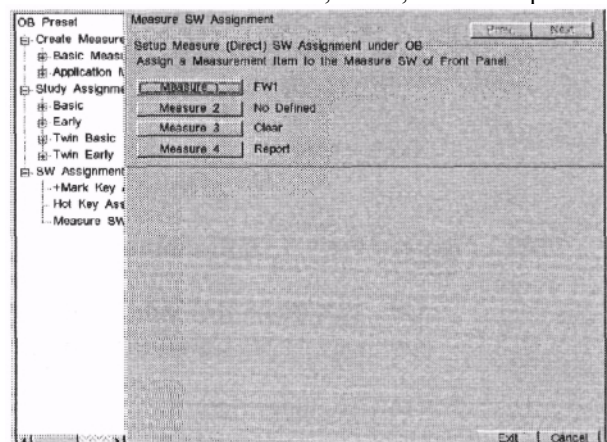 OB Preset
Create Measure
Basic Measu
Application M
Study Assignme
Basic
Early
Twin Basic
Twin Early
SW Assignment
+Mark Key
Hot Key Ass
Measure SW
Measure SW Assignment
Prev. Next
Setup Measure (Direct) SW Assignment under OB
Assign a Measurement Item to the Measure SW of Front Panel
Measure 1 FW1
Measure 2 No Defined
Measure 3 Clear
Measure 4 Report
Exit Cancel